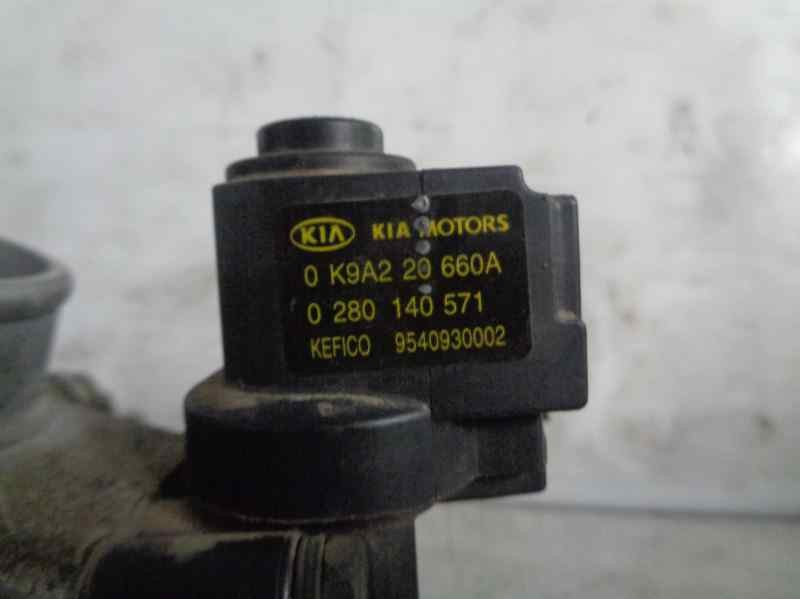 KIA KIA MOTORS
0 K9A2 20 660A
0 280 140 571
KEFICO 9540930002